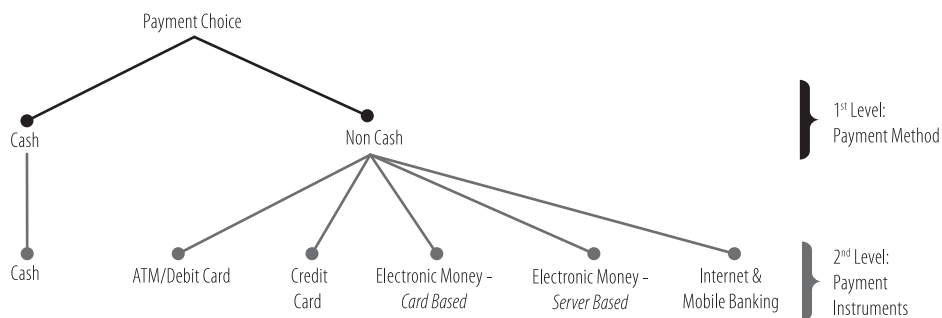 Payment Choice
Cash
Non Cash
1st Level:
Payment Method
Cash
ATM/Debit Card
Credit
Card
Electronic Money –
Card Based
Electronic Money –
Server Based
Internet &
Mobile Banking
2nd Level:
Payment
Instruments